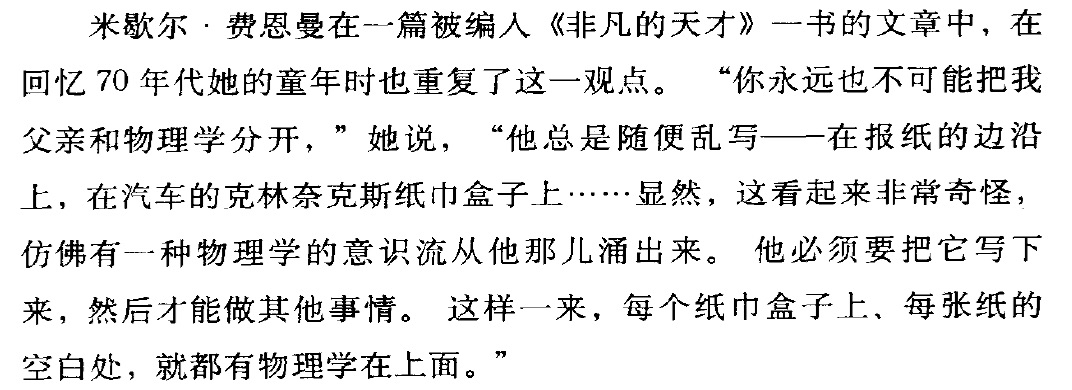 米歇尔·费恩曼在一篇被编入《非凡的天才》一书的文章中，在
回忆 70 年代她的童年时也重复了这一观点。 “你永远也不可能把我
父亲和物理学分开，” 她说， “他总是随便乱写——在报纸的边沿
上，在汽车的克林奈克斯纸巾盒子上……显然，这看起来非常奇怪，
仿佛有一种物理学的意识流从他那儿涌出来。 他必须要把它写下
来，然后才能做其他事情。 这样一来，每个纸巾盒子上、每张纸的
空白处，就都有物理学在上面。”